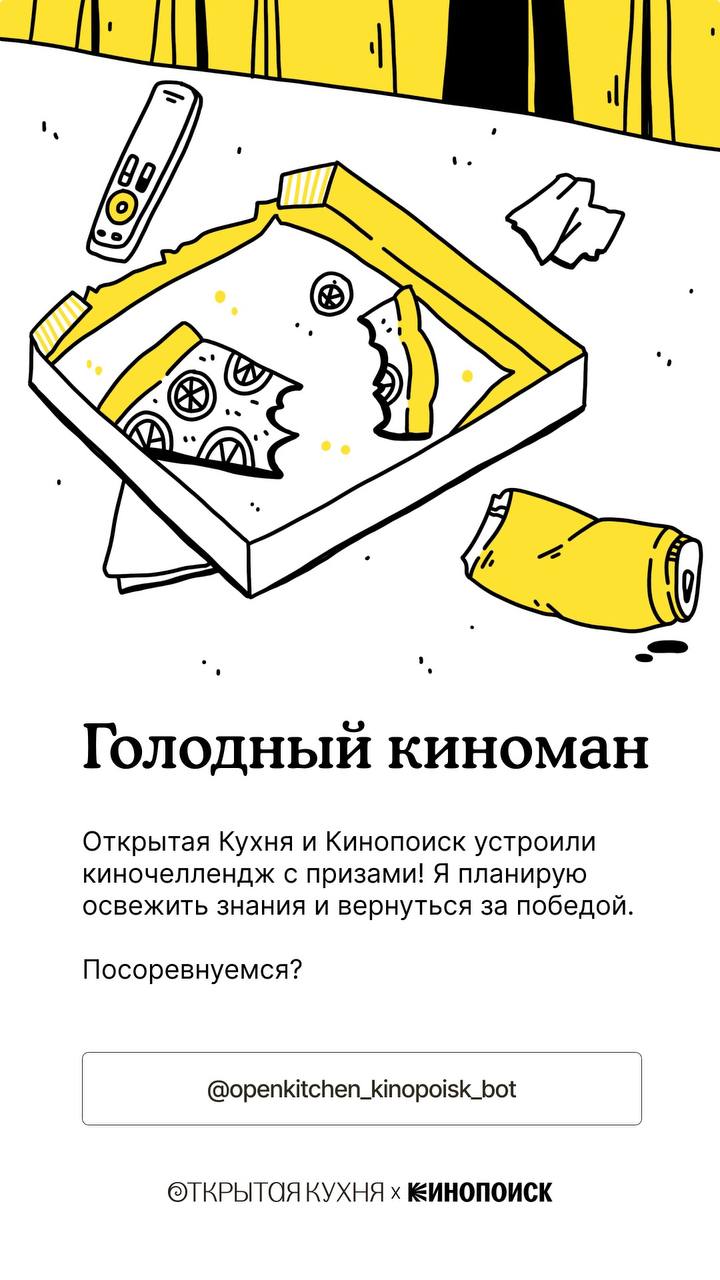 Голодный киноман
Открытая Кухня и Кинопоиск устроили
киночеллендж с призами! Я планирую
освежить знания и вернуться за победой.
Посоревнуемся?
@openkitchen_kinopoisk_bot
ОТКРЫТАЯ КУХНЯ x КИНОПОИСК